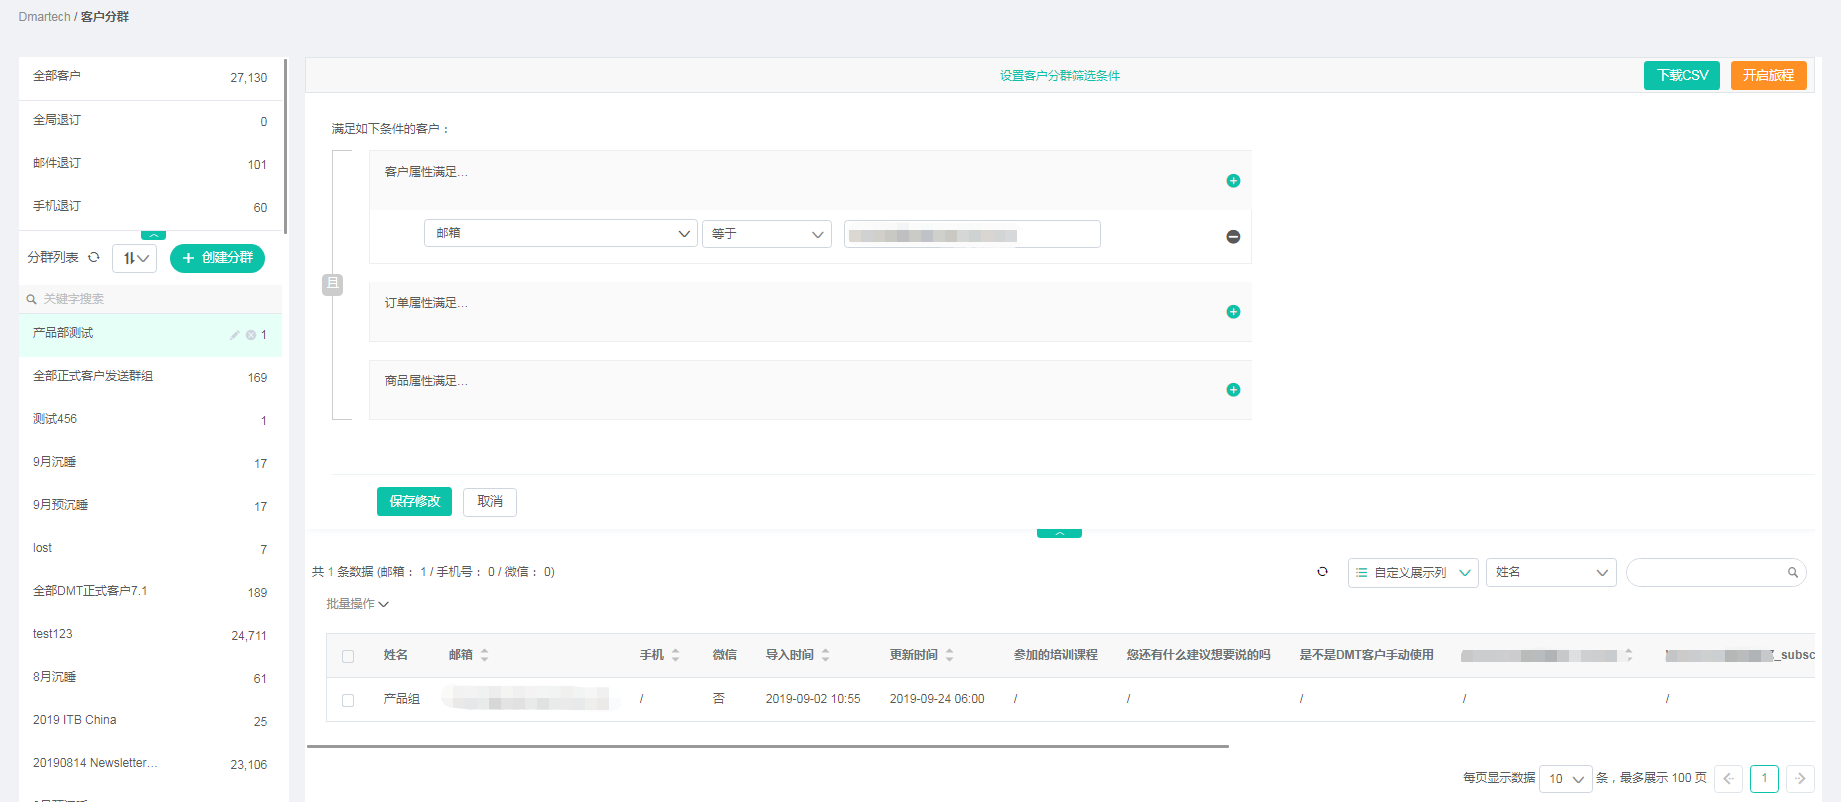 Dmartech / 客户分群
全部客户 27,130
全局退订 0
邮件退订 101
手机退订 60
分群列表 创建分群
关键字搜索
产品部测试 1
全部正式客户发送群组 169
测试456 1
9月沉睡 17
9月预沉睡 17
lost 7
全部DMT正式客户7.1 189
test123 24,711
8月沉睡 61
2019 ITB China 25
20190814 Newsletter... 23,106
设置客户分群筛选条件 下载CSV 开启旅程
满足如下条件的客户：
且
客户属性满足...
邮箱 等于
订单属性满足...
商品属性满足...
保存修改 取消
共 1 条数据 (邮箱： 1 / 手机号： 0 / 微信： 0)
自定义展示列 姓名
批量操作
姓名 邮箱 手机 微信 导入时间 更新时间 参加的培训课程 您还有什么建议想要说的吗 是不是DMT客户手动使用 _subsc
产品组 / 否 2019-09-02 10:55 2019-09-24 06:00 / / / / /
每页显示数据 10 条，最多展示 100 页 1